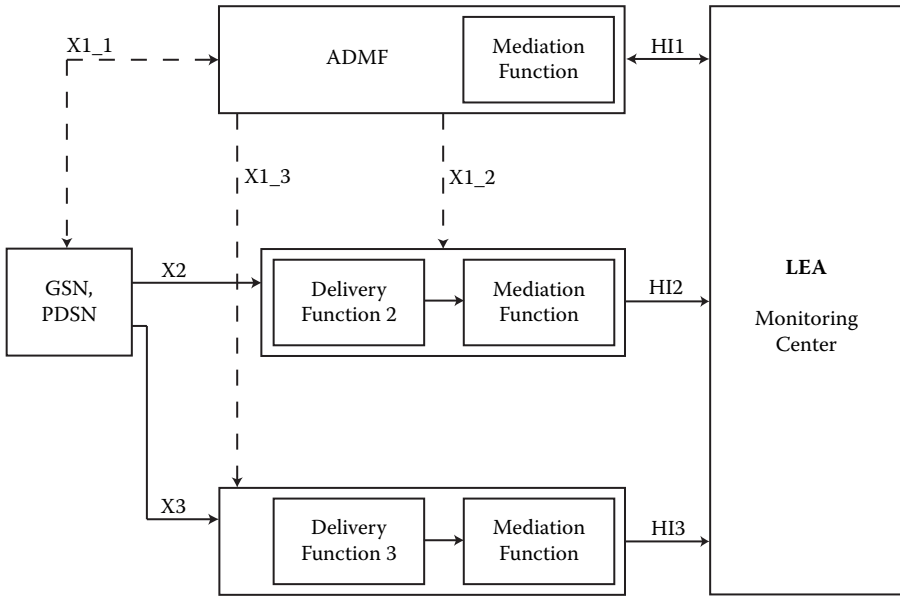 X1_1
ADMF
Mediation
Function
HI1
X1_3
X1_2
GSN,
PDSN
X2
Delivery
Function 2
Mediation
Function
HI2
LEA
Monitoring
Center
X3
Delivery
Function 3
Mediation
Function
HI3